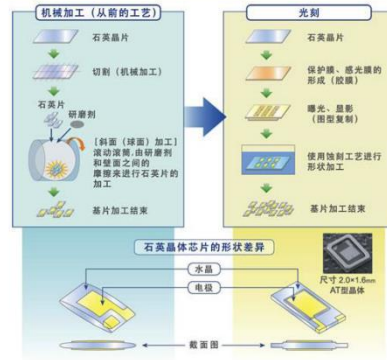 机械加工（从前的工艺）
石英晶片
切割（机械加工）
石英片
研磨剂
[斜面（球面）加工]
滚动滚筒,由研磨剂
和壁面之间的
摩擦来进行石英片的
加工
基片加工结束
光刻
石英晶片
保护膜、感光膜的
形成（胶膜）
曝光、显影
（图型复制）
使用蚀刻工艺进行
形状加工
基片加工结束
石英晶体芯片的形状差异
水晶
电极
尺寸 2.0×1.6mm
AT型晶体
截面图